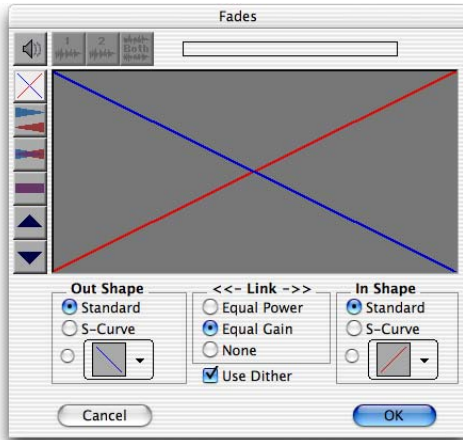 Fades
1
2
Both
Out Shape
Standard
S-Curve
<<- Link ->>
Equal Power
Equal Gain
None
Use Dither
In Shape
Standard
S-Curve
Cancel
OK